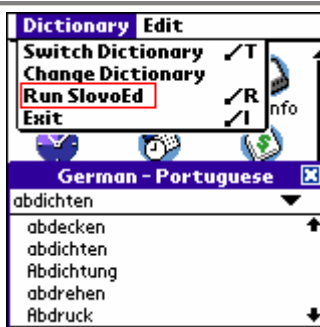 Dictionary Edit
Switch Dictionary /T
Change Dictionary
Run SlovoEd /R
Exit /I
nfo
German - Portuguese
abdichten
abdecken
abdichten
Abdichtung
abdrehen
Abdruck